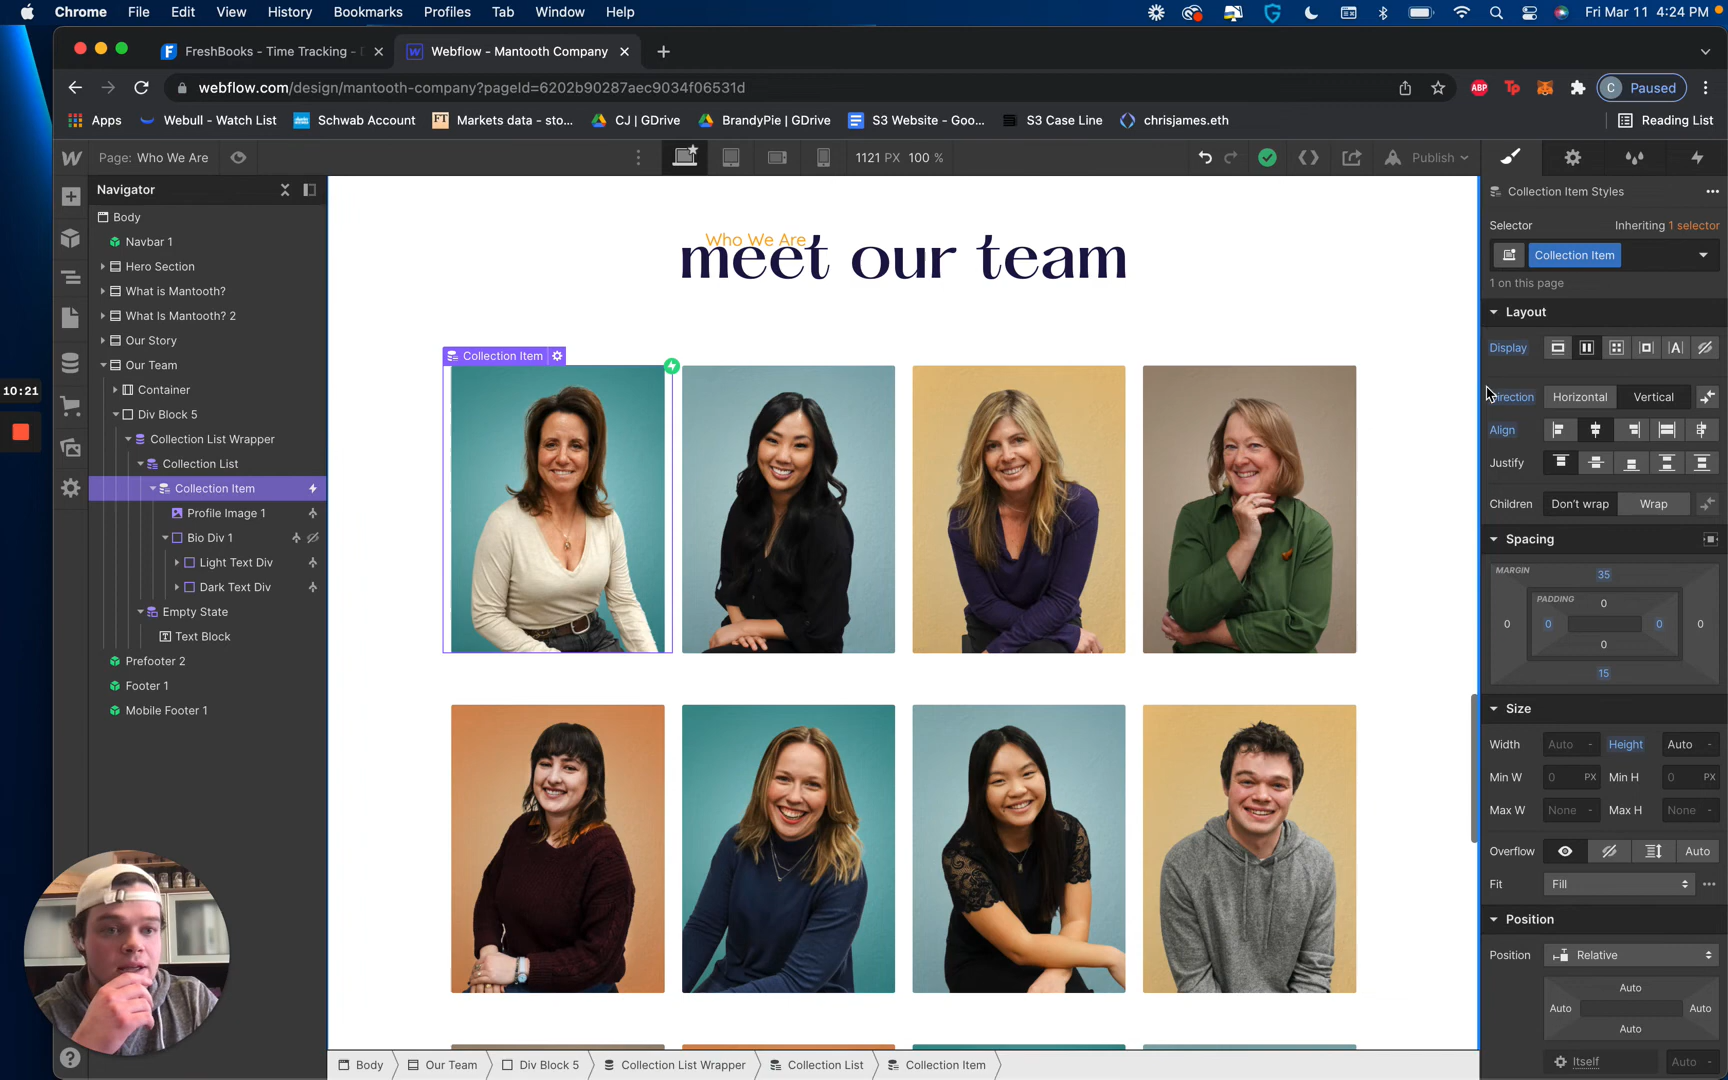 Chrome File Edit View History Bookmarks Profiles Tab Window Help Fri Mar 11 4:24 PM
FreshBooks - Time Tracking - Webflow - Mantooth Company
webflow.com/design/mantooth-company?pageId=6202b90287aec9034f06531d ABP Tp C Paused
Apps Webull - Watch List Schwab Account FT Markets data - sto... CJ | GDrive BrandyPie | GDrive S3 Website - Goo... S3 Case Line chrisjames.eth Reading List
Page: Who We Are 1121 PX 100 % Publish
Navigator
Body
Navbar 1
Hero Section
What is Mantooth?
What Is Mantooth? 2
Our Story
Our Team
Container
Div Block 5
Collection List Wrapper
Collection List
Collection Item
Profile Image 1
Bio Div 1
Light Text Div
Dark Text Div
Empty State
Text Block
Prefooter 2
Footer 1
Mobile Footer 1
10:21
Who We Are
meet our team
Collection Item
Collection Item Styles
Selector Inheriting 1 selector
Collection Item
1 on this page
Layout
Display
Direction Horizontal Vertical
Align
Justify
Children Don't wrap Wrap
Spacing
MARGIN 35
PADDING 0
0 0 0 0
0
15
Size
Width Auto - Height Auto -
Min W 0 PX Min H 0 PX
Max W None - Max H None -
Overflow Auto
Fit Fill
Position
Position Relative
Auto
Auto Auto
Auto
Itself Auto -
Body Our Team Div Block 5 Collection List Wrapper Collection List Collection Item